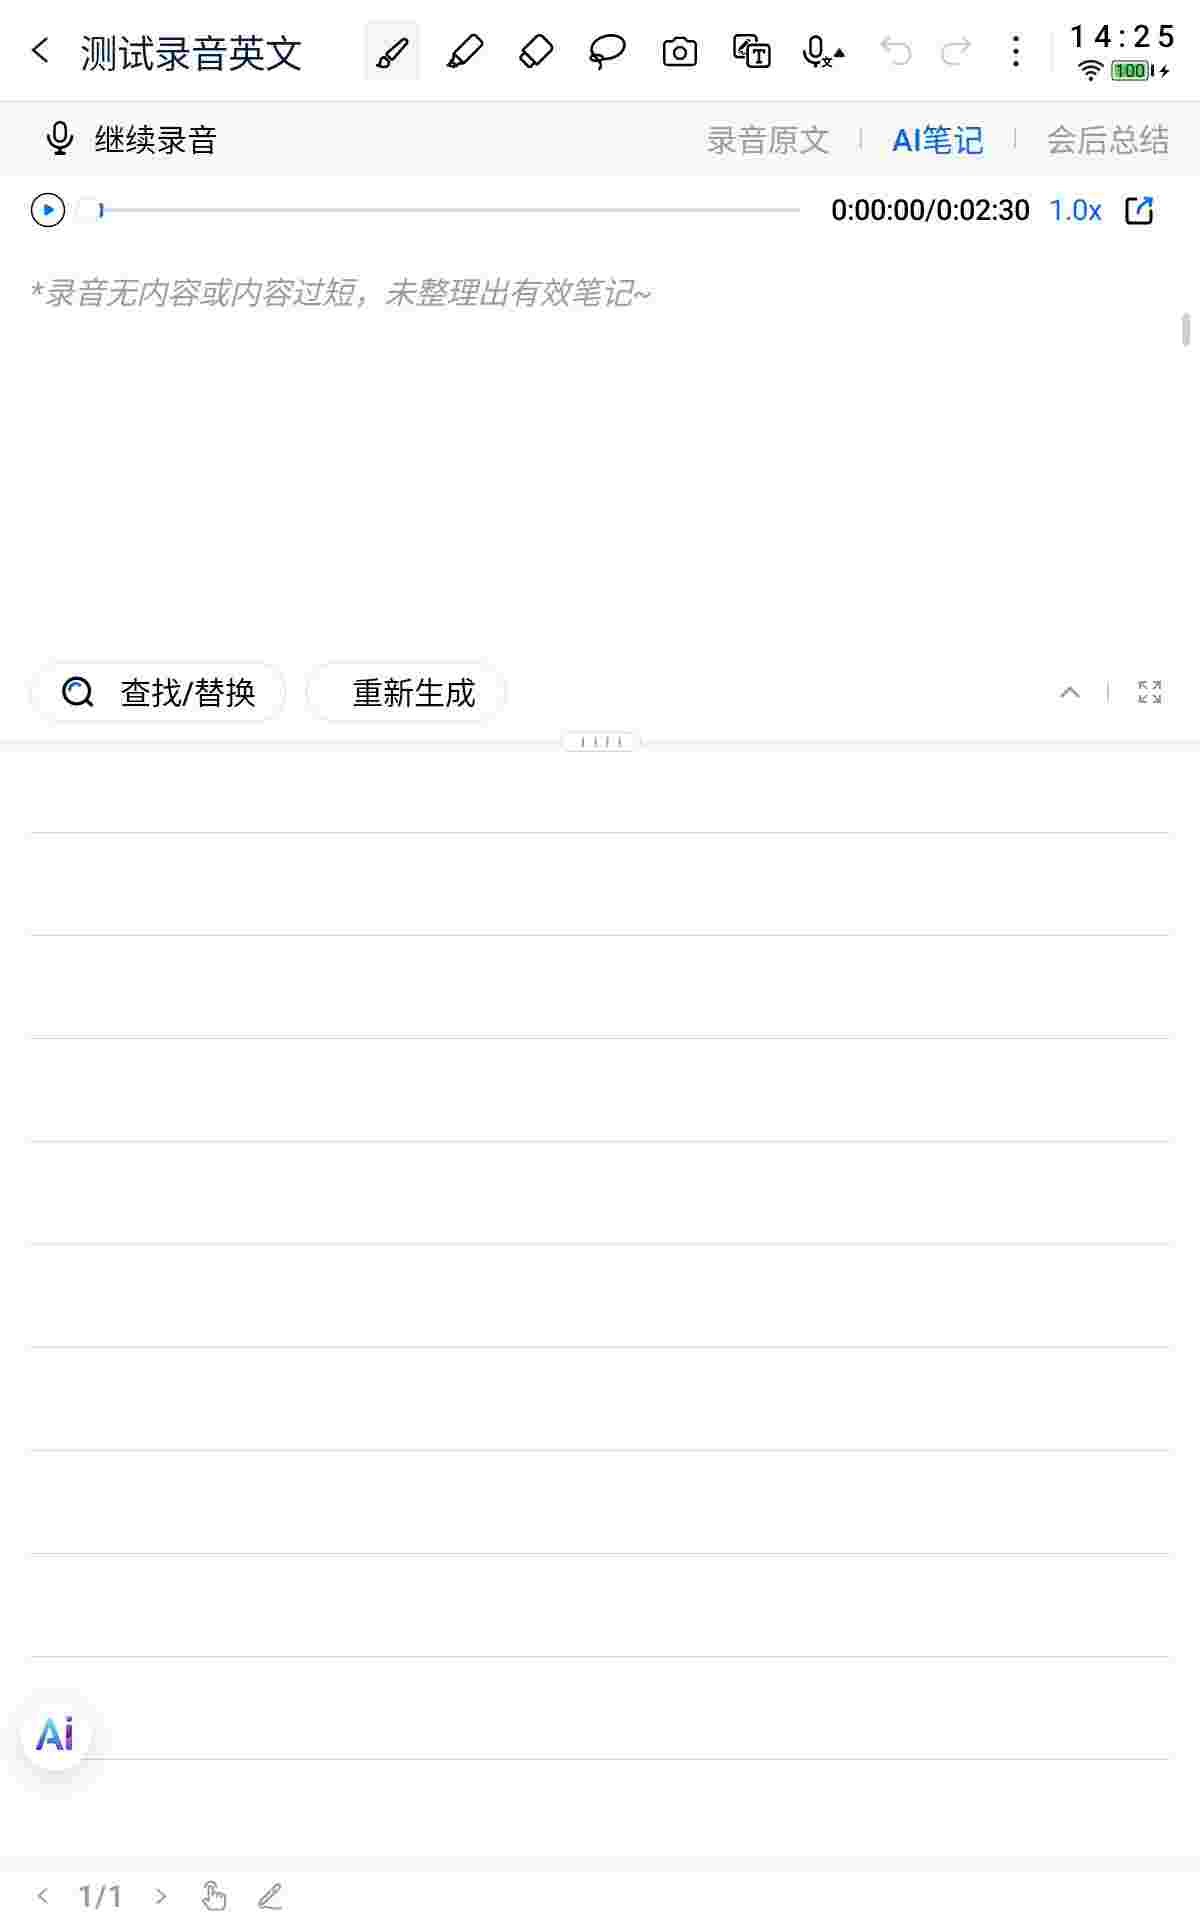 测试录音英文
14:25
100
继续录音
录音原文
AI笔记
会后总结
0:00:00/0:02:30
1.0x
*录音无内容或内容过短，未整理出有效笔记~
查找/替换
重新生成
Ai
1/1